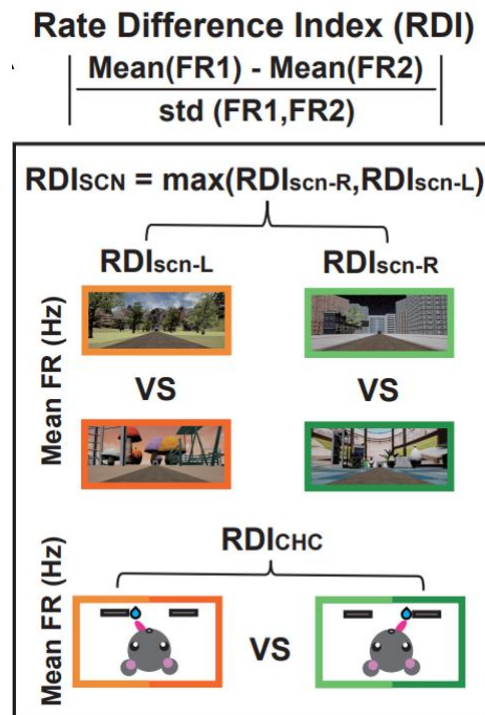 Rate Difference Index (RDI)
Mean(FR1) - Mean(FR2)
std (FR1,FR2)
RDISCN = max(RDIscn-R,RDIscn-L)
RDIscn-L RDIscn-R
Mean FR (Hz)
VS VS
RDICHC
Mean FR (Hz)
VS